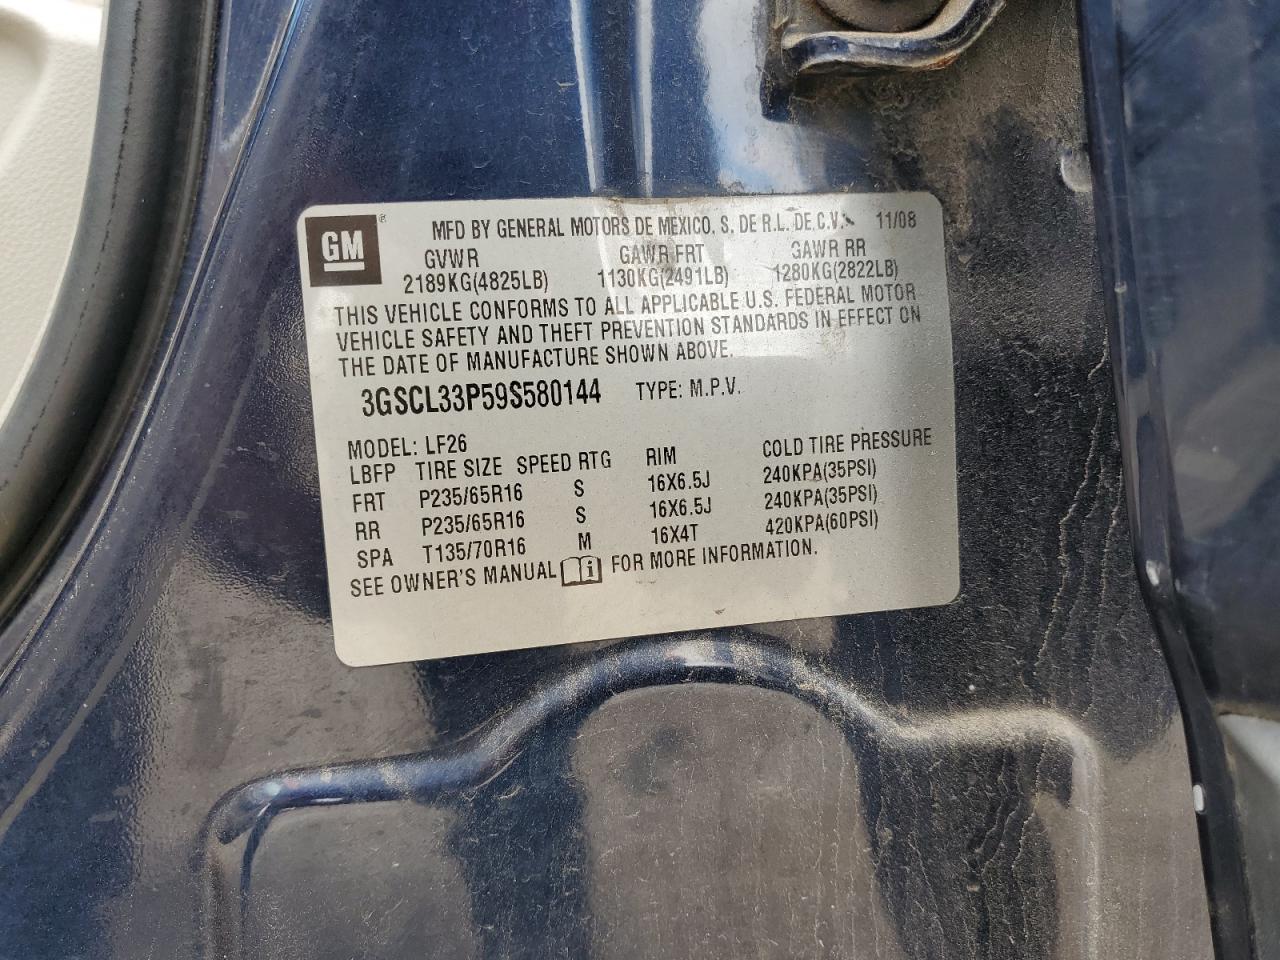 GM ® MFD BY GENERAL MOTORS DE MEXICO, S. DE R.L. DE C.V. 11/08
GVWR GAWR FRT GAWR RR
2189KG(4825LB) 1130KG(2491LB) 1280KG(2822LB)
THIS VEHICLE CONFORMS TO ALL APPLICABLE U.S. FEDERAL MOTOR
VEHICLE SAFETY AND THEFT PREVENTION STANDARDS IN EFFECT ON
THE DATE OF MANUFACTURE SHOWN ABOVE.
3GSCL33P59S580144 TYPE: M.P.V.
MODEL: LF26
LBFP TIRE SIZE SPEED RTG RIM COLD TIRE PRESSURE
FRT P235/65R16 S 16X6.5J 240KPA(35PSI)
RR P235/65R16 S 16X6.5J 240KPA(35PSI)
SPA T135/70R16 M 16X4T 420KPA(60PSI)
SEE OWNER'S MANUAL i FOR MORE INFORMATION.